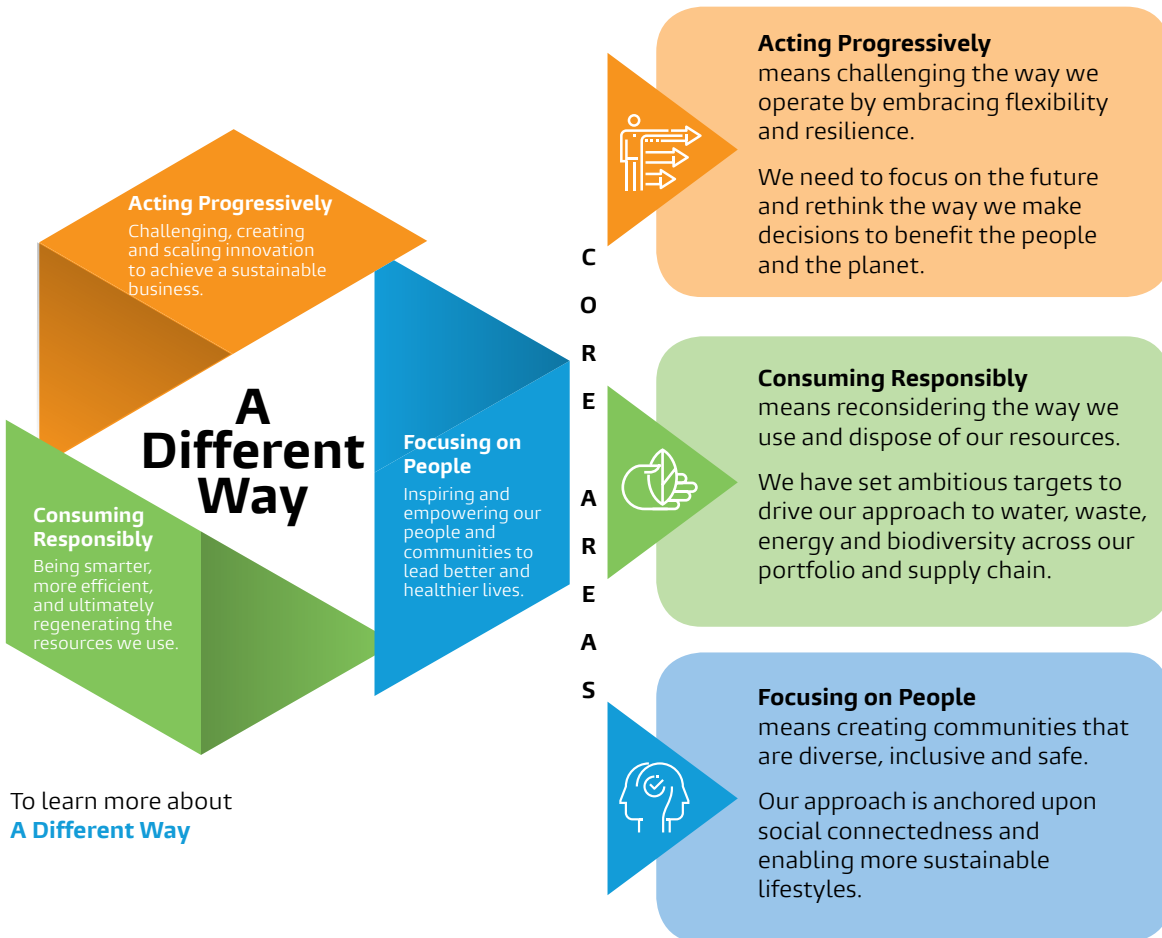 Acting Progressively
Challenging, creating
and scaling innovation
to achieve a sustainable
business.
A
Different
Way
Focusing on
People
Inspiring and
empowering our
people and
communities to
lead better and
healthier lives.
Consuming
Responsibly
Being smarter,
more efficient,
and ultimately
regenerating the
resources we use.
To learn more about
A Different Way
C
O
R
E
A
R
E
A
S
Acting Progressively
means challenging the way we
operate by embracing flexibility
and resilience.
We need to focus on the future
and rethink the way we make
decisions to benefit the people
and the planet.
Consuming Responsibly
means reconsidering the way we
use and dispose of our resources.
We have set ambitious targets to
drive our approach to water, waste,
energy and biodiversity across our
portfolio and supply chain.
Focusing on People
means creating communities that
are diverse, inclusive and safe.
Our approach is anchored upon
social connectedness and
enabling more sustainable
lifestyles.